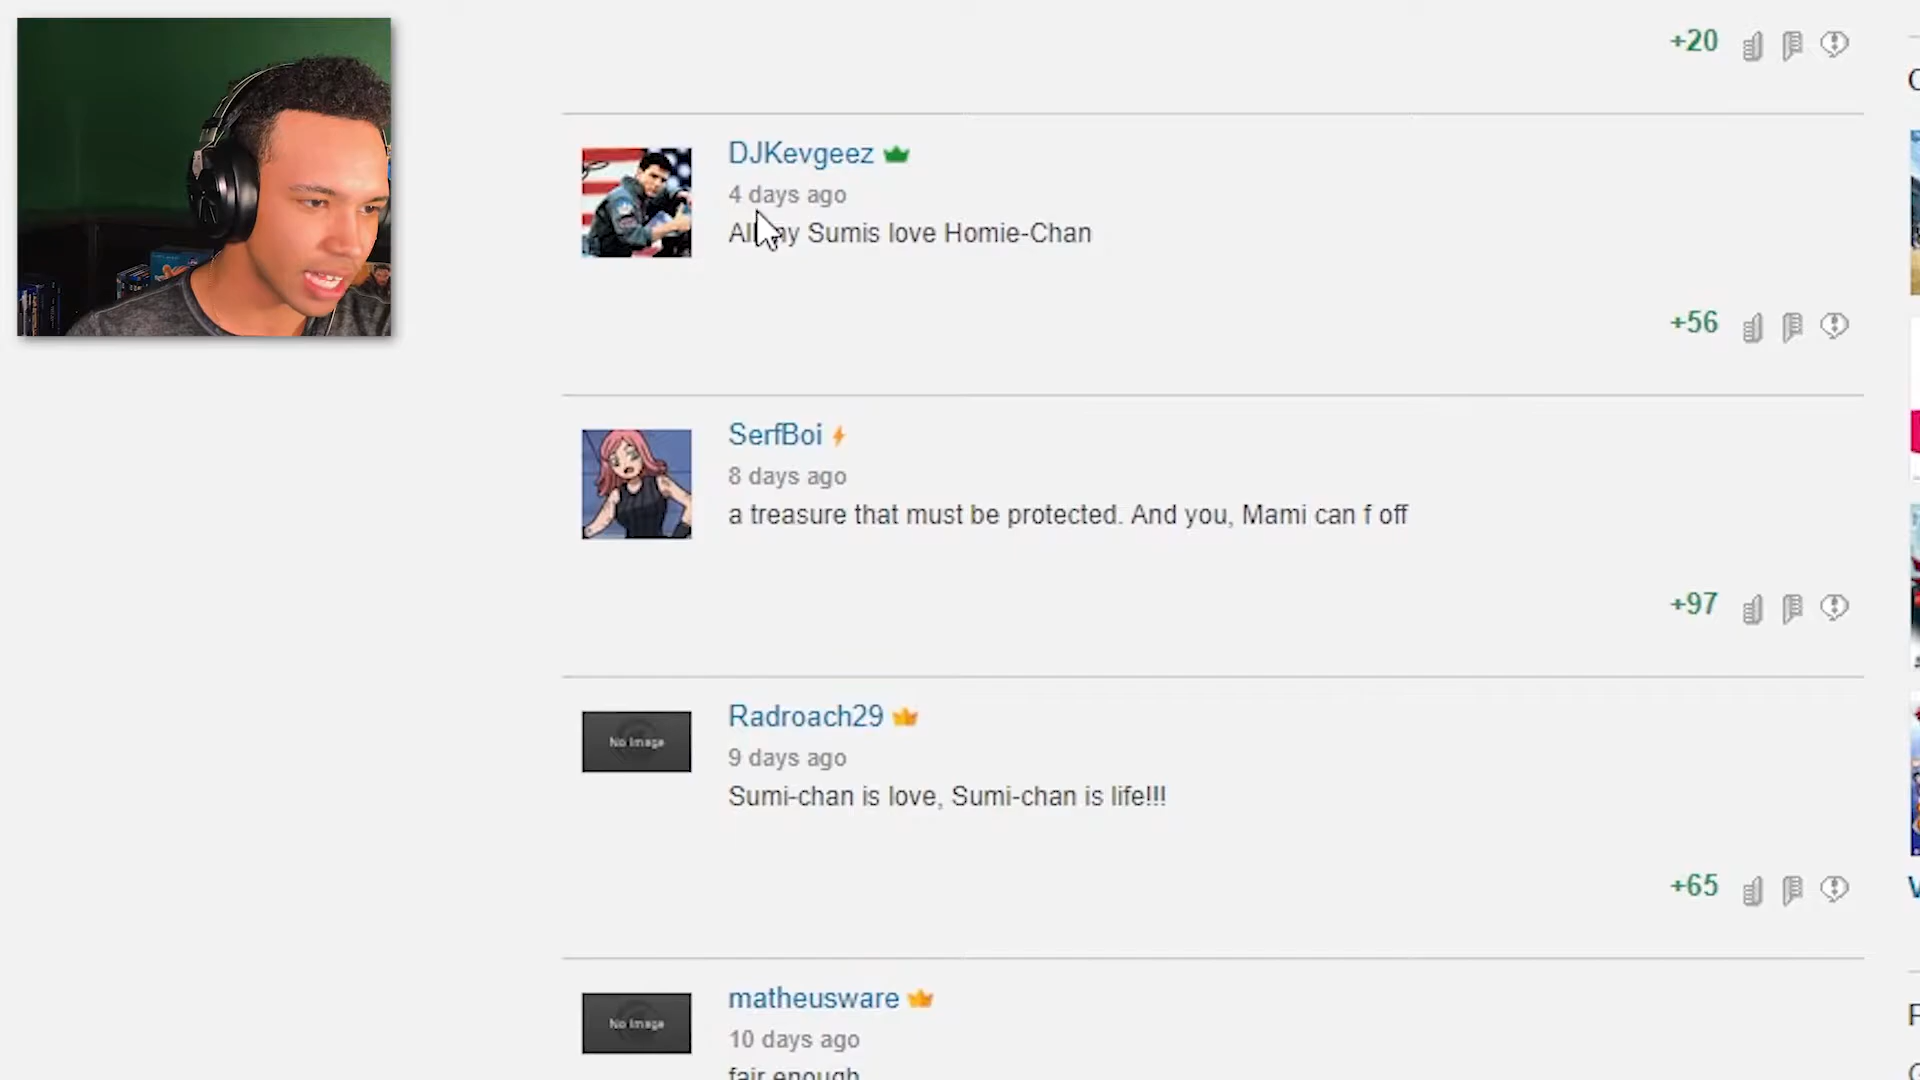 +20
DJKevgeez
4 days ago
All my Sumis love Homie-Chan
+56
SerfBoi
8 days ago
a treasure that must be protected. And you, Mami can f off
+97
No Image
Radroach29
9 days ago
Sumi-chan is love, Sumi-chan is life!!!
+65
No Image
matheusware
10 days ago
fair enough